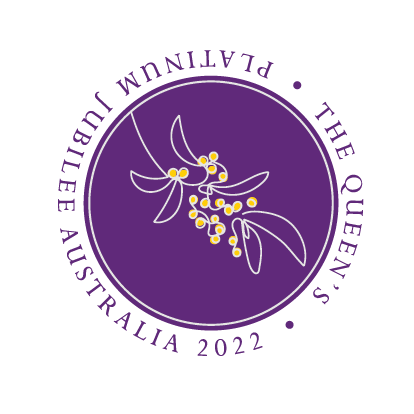 THE QUEEN'S
PLATINUM JUBILEE AUSTRALIA 2022